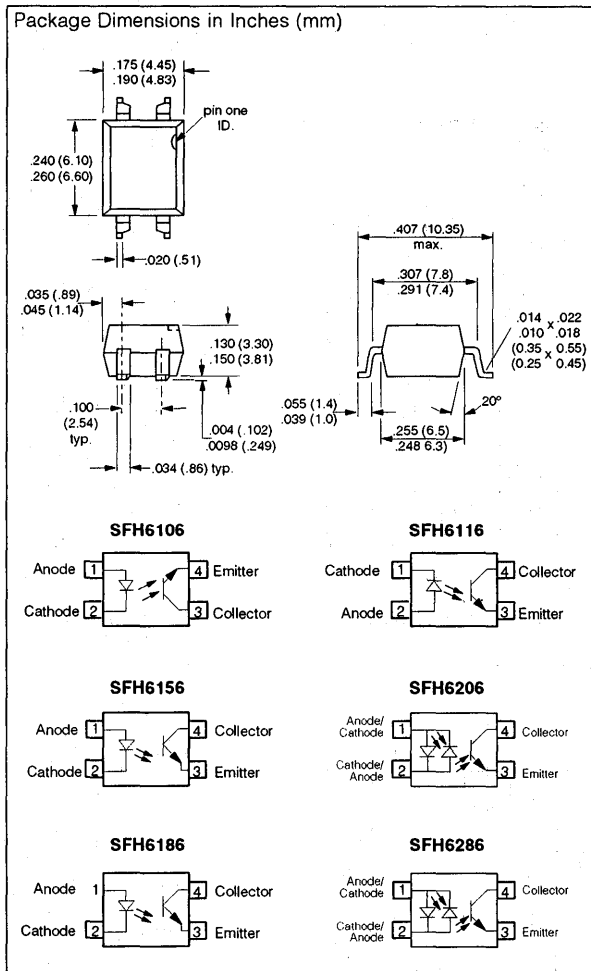 Package Dimensions in Inches (mm)
.175 (4.45)
.190 (4.83)
pin one
ID.
.240 (6.10)
.260 (6.60)
.020 (.51)
.407 (10.35)
max.
.307 (7.8)
.291 (7.4)
.014 x .022
.010 .018
(0.35 x 0.55)
(0.25 0.45)
.035 (.89)
.045 (1.14)
.130 (3.30)
.150 (3.81)
.100
(2.54)
typ.
.004 (.102)
.0098 (.249)
.034 (.86) typ.
.055 (1.4)
.039 (1.0)
20°
.255 (6.5)
.248 6.3)
SFH6106
Anode 1 4 Emitter
Cathode 2 3 Collector
SFH6116
Cathode 1 4 Collector
Anode 2 3 Emitter
SFH6156
Anode 1 4 Collector
Cathode 2 3 Emitter
SFH6206
Anode/
Cathode 1 4 Collector
Cathode/
Anode 2 3 Emitter
SFH6186
Anode 1 4 Collector
Cathode 2 3 Emitter
SFH6286
Anode/
Cathode 1 4 Collector
Cathode/
Anode 2 3 Emitter